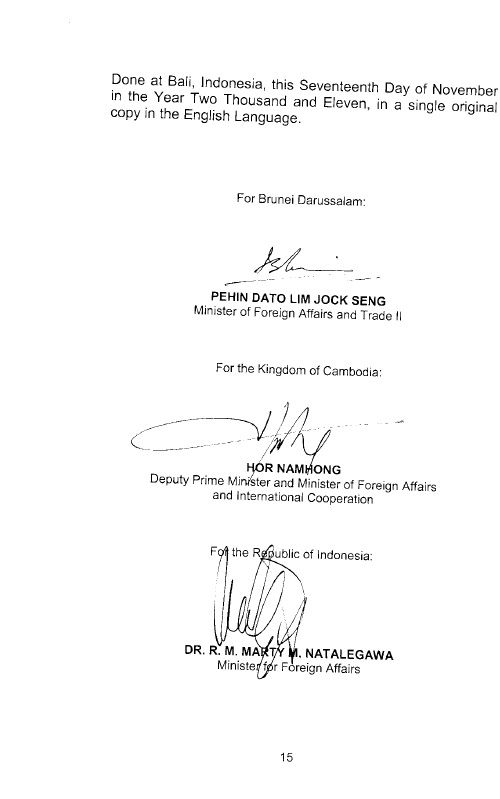 Done at Bali, Indonesia, this Seventeenth Day of November
in the Year Two Thousand and Eleven, in a single original
copy in the English Language.
For Brunei Darussalam:
PEHIN DATO LIM JOCK SENG
Minister of Foreign Affairs and Trade II
For the Kingdom of Cambodia:
HOR NAMHONG
Deputy Prime Minister and Minister of Foreign Affairs
and International Cooperation
For the Republic of Indonesia:
DR. R. M. MARTY M. NATALEGAWA
Minister for Foreign Affairs
15